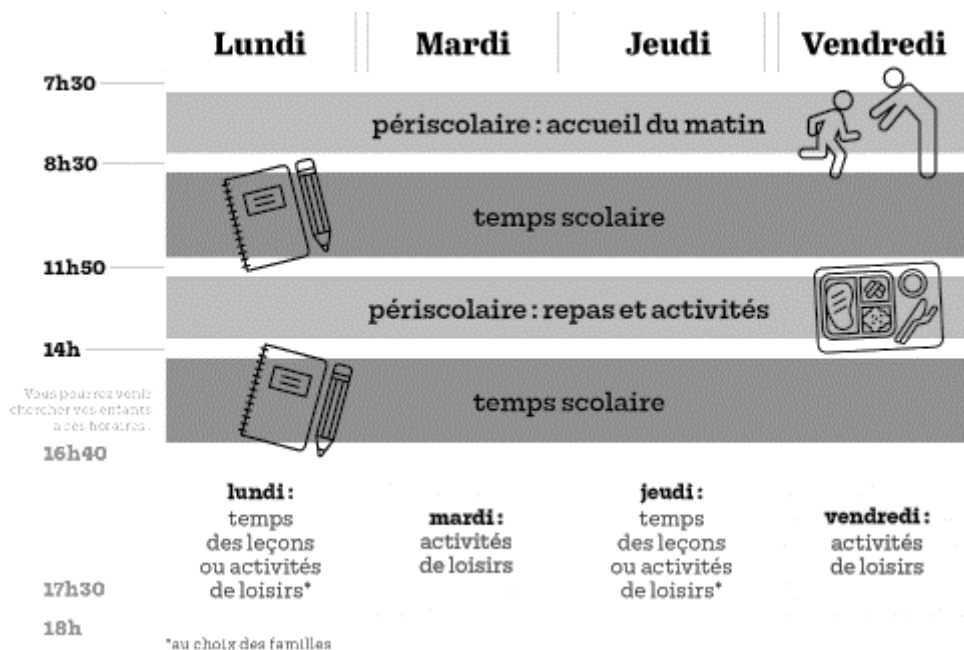 Lundi Mardi Jeudi Vendredi
7h30
périscolaire : accueil du matin
8h30
temps scolaire
11h50
périscolaire : repas et activités
14h
temps scolaire
Vous pourrez venir
chercher vos enfants
à ces horaires :
16h40
lundi :
temps
des leçons
ou activités
de loisirs*
mardi :
activités
de loisirs
jeudi :
temps
des leçons
ou activités
de loisirs*
vendredi :
activités
de loisirs
17h30
18h
*au choix des familles